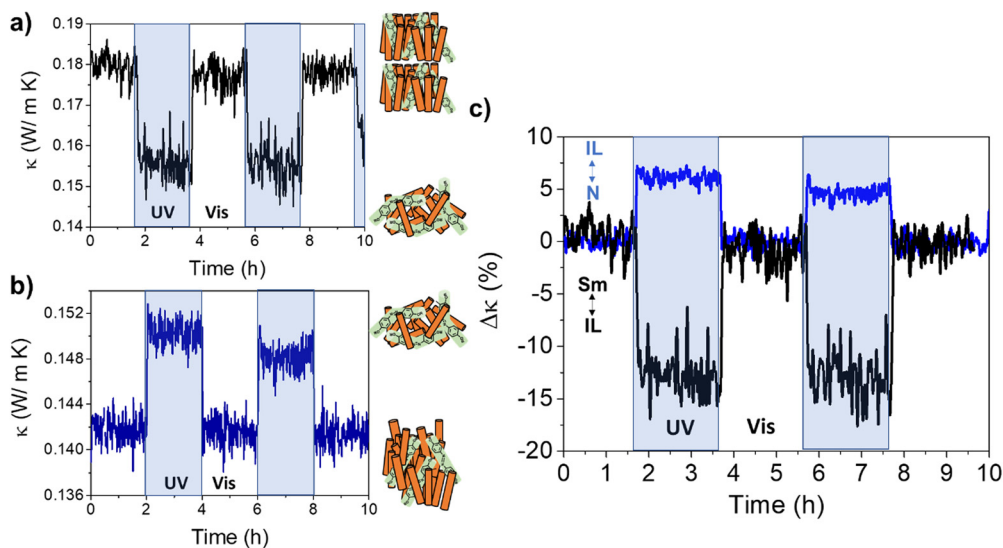 a)
κ (W/ m K)
0.19
0.18
0.17
0.16
0.15
0.14
UV
Vis
0
2
4
6
8
10
Time (h)
b)
κ (W/ m K)
0.152
0.148
0.144
0.140
0.136
UV
Vis
0
2
4
6
8
10
Time (h)
c)
Δκ (%)
10
5
0
-5
-10
-15
-20
IL
N
Sm
IL
UV
Vis
0
1
2
3
4
5
6
7
8
9
10
Time (h)